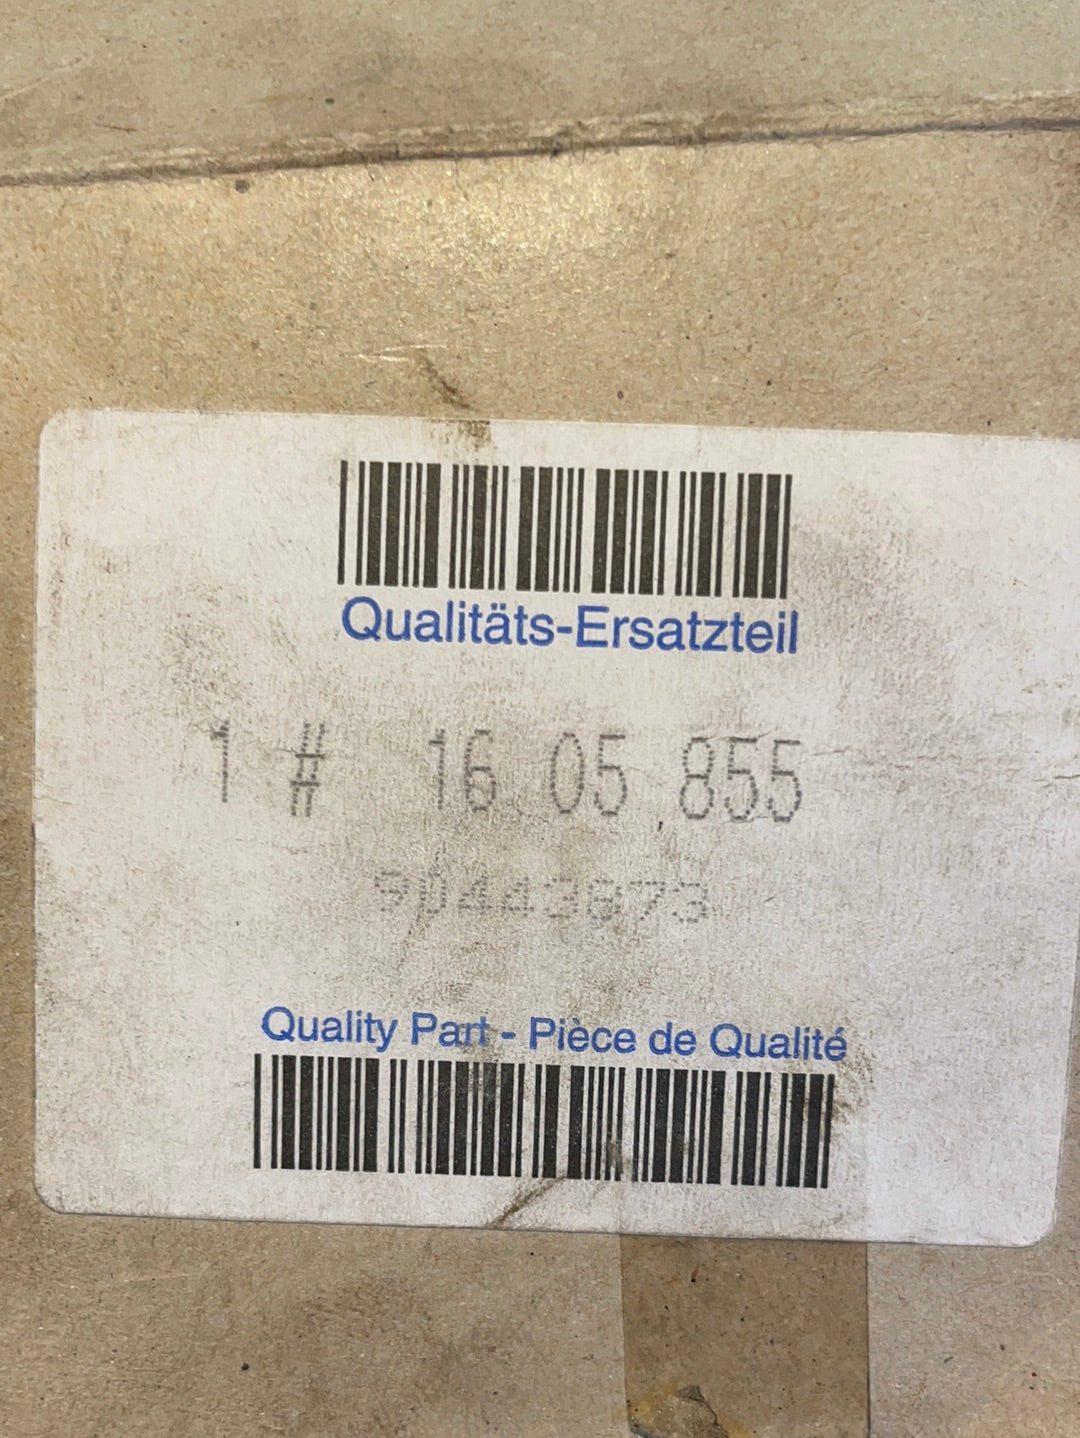 Qualitäts-Ersatzteil
1 # 16 05 855
90443873
Quality Part - Pièce de Qualité